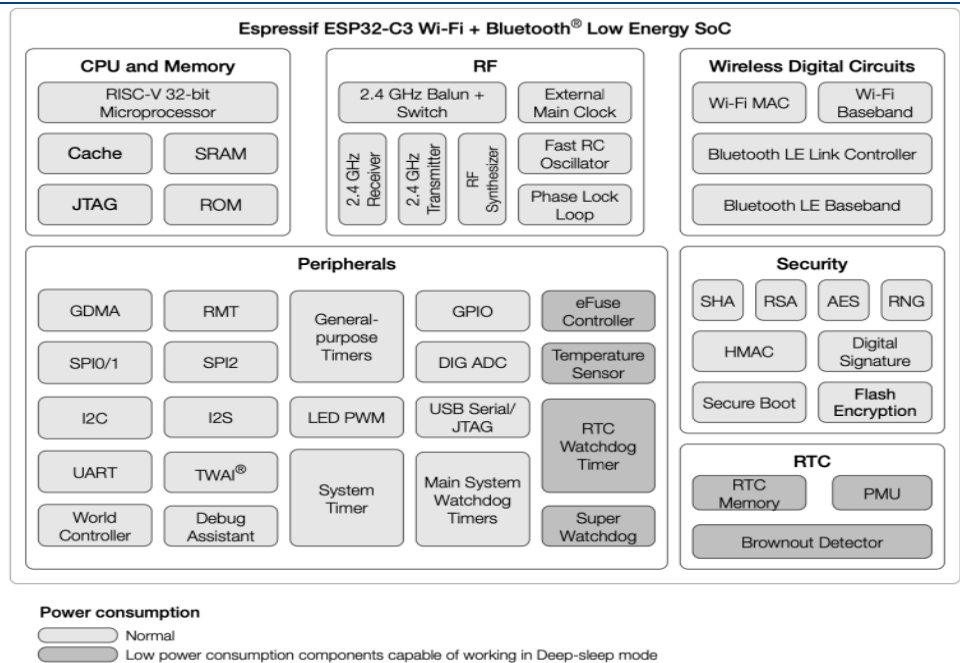 Espressif ESP32-C3 Wi-Fi + Bluetooth® Low Energy SoC
CPU and Memory
RISC-V 32-bit
Microprocessor
Cache
SRAM
JTAG
ROM
RF
2.4 GHz Balun +
Switch
External
Main Clock
2.4 GHz
Receiver
2.4 GHz
Transmitter
RF
Synthesizer
Fast RC
Oscillator
Phase Lock
Loop
Wireless Digital Circuits
Wi-Fi MAC
Wi-Fi
Baseband
Bluetooth LE Link Controller
Bluetooth LE Baseband
Peripherals
GDMA
RMT
General-
purpose
Timers
GPIO
eFuse
Controller
SPI0/1
SPI2
DIG ADC
Temperature
Sensor
I2C
I2S
LED PWM
USB Serial/
JTAG
RTC
Watchdog
Timer
UART
TWAI®
System
Timer
Main System
Watchdog
Timers
World
Controller
Debug
Assistant
Super
Watchdog
Security
SHA
RSA
AES
RNG
HMAC
Digital
Signature
Secure Boot
Flash
Encryption
RTC
RTC
Memory
PMU
Brownout Detector
Power consumption
Normal
Low power consumption components capable of working in Deep-sleep mode